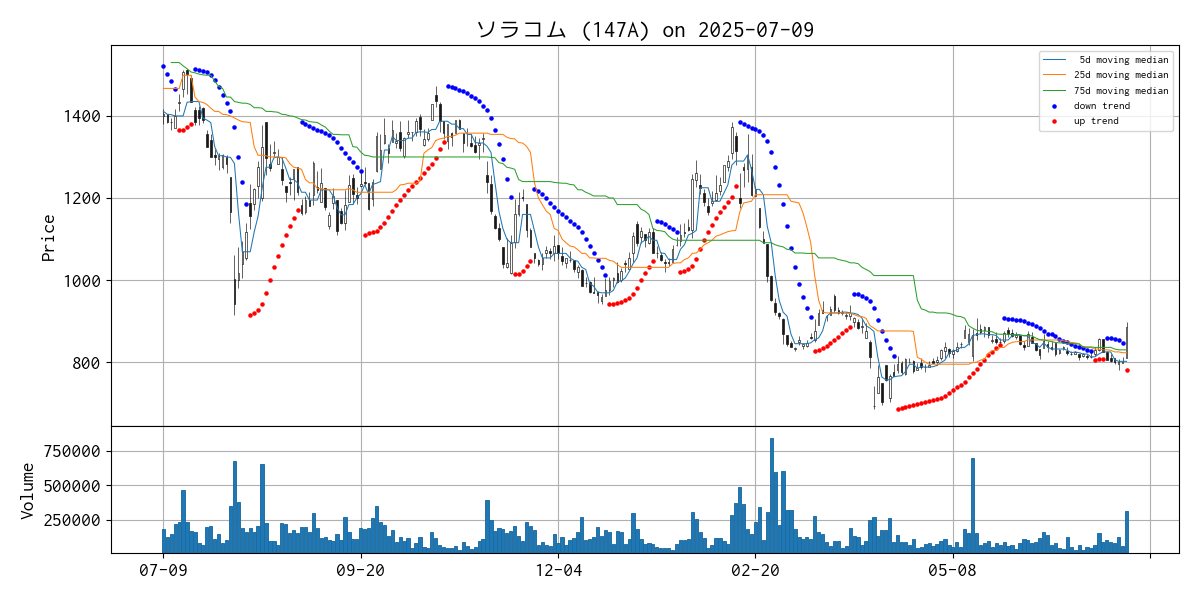 ソラコム (147A) on 2025-07-09
5d moving median
25d moving median
75d moving median
down trend
up trend
Price
1400
1200
1000
800
Volume
750000
500000
250000
07-09
09-20
12-04
02-20
05-08